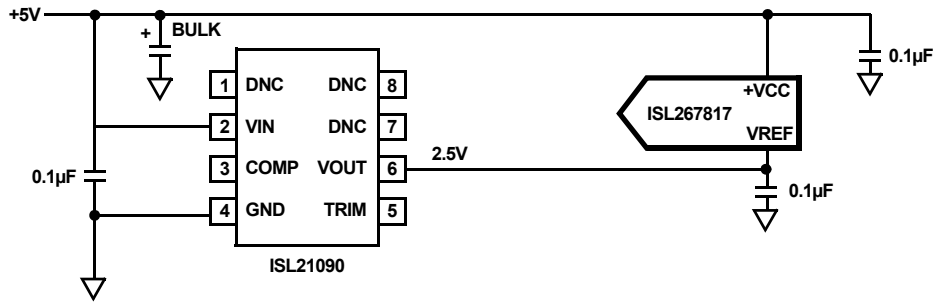 +5V
+ BULK
0.1µF
1 DNC DNC 8
+VCC
ISL267817
2 VIN DNC 7
VREF
2.5V
0.1µF
3 COMP VOUT 6
0.1µF
4 GND TRIM 5
ISL21090